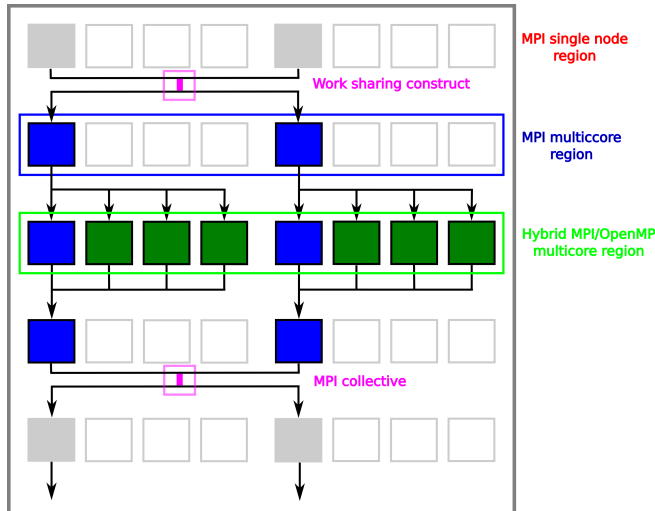 MPI single node
region
Work sharing construct
MPI multiccore
region
Hybrid MPI/OpenMP
multicore region
MPI collective